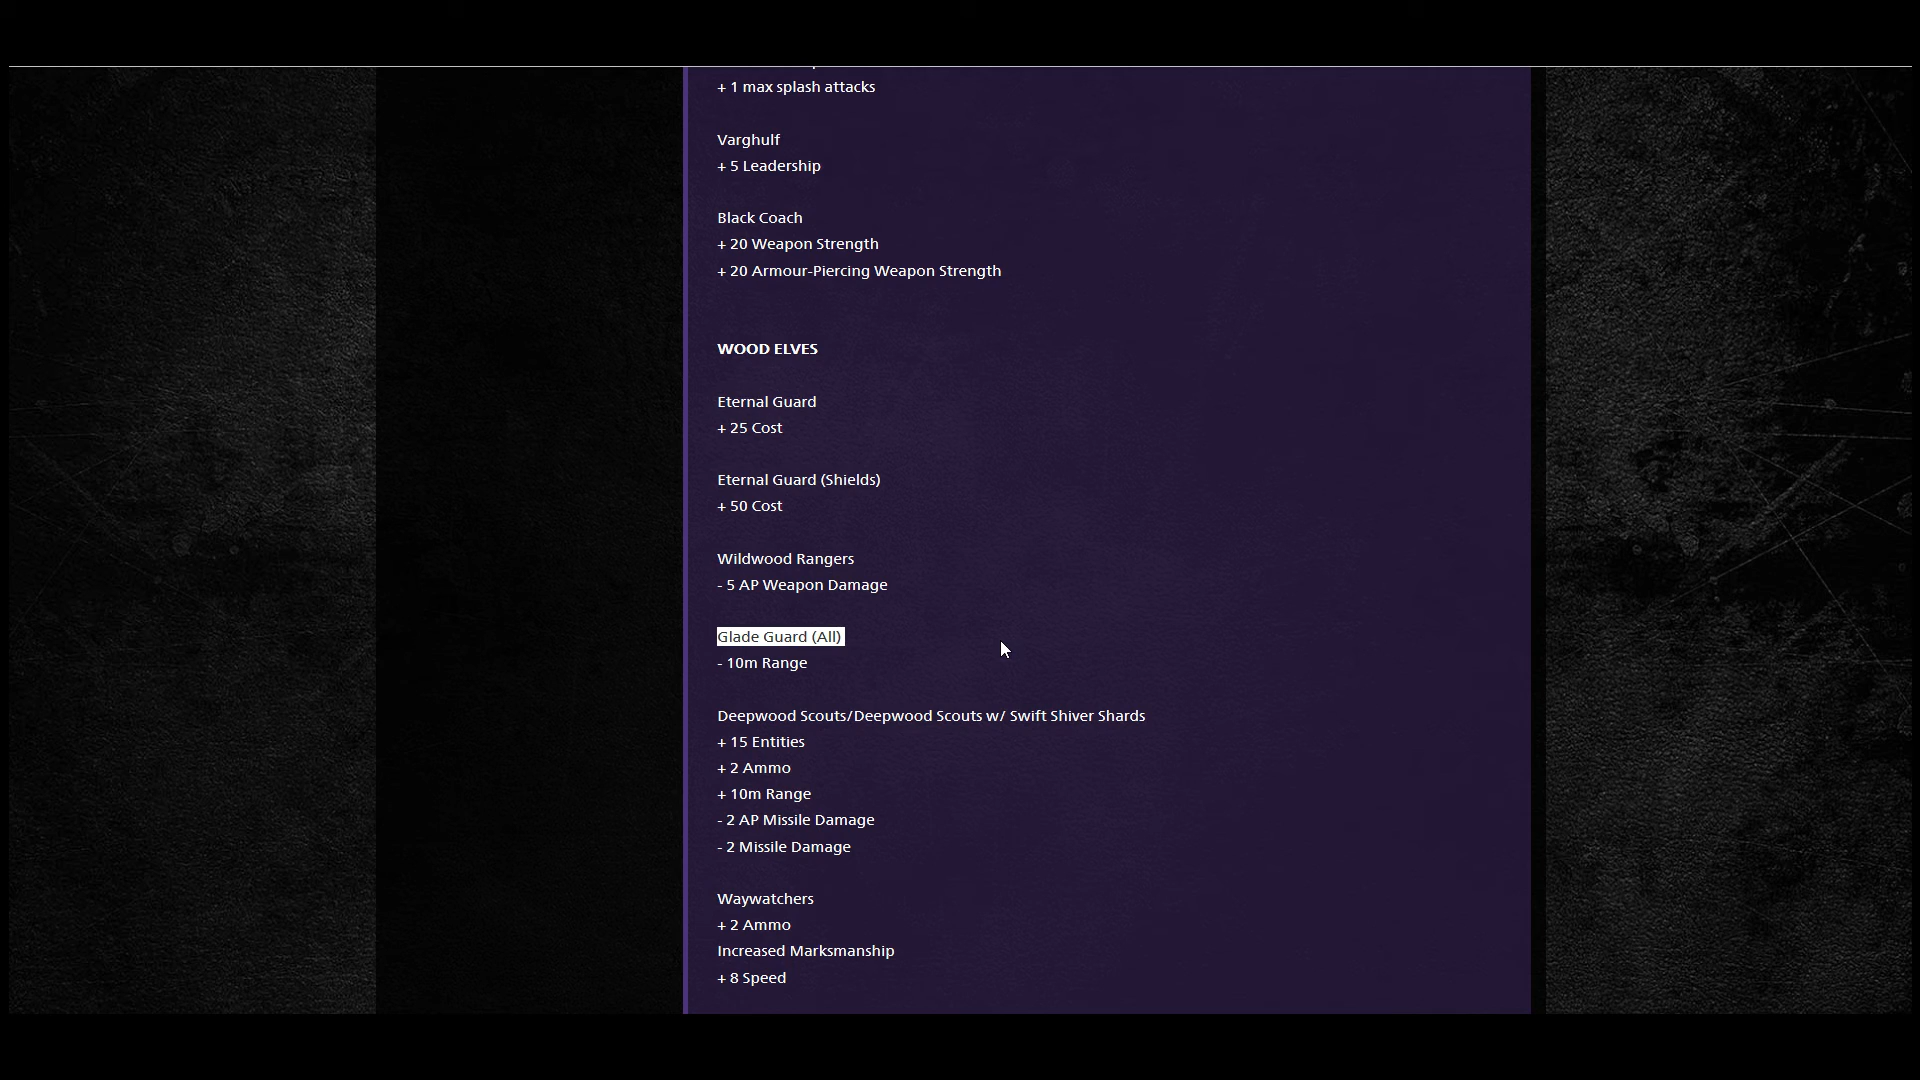 + 1 max splash attacks
Varghulf
+ 5 Leadership
Black Coach
+ 20 Weapon Strength
+ 20 Armour-Piercing Weapon Strength
WOOD ELVES
Eternal Guard
+ 25 Cost
Eternal Guard (Shields)
+ 50 Cost
Wildwood Rangers
- 5 AP Weapon Damage
Glade Guard (All)
- 10m Range
Deepwood Scouts/Deepwood Scouts w/ Swift Shiver Shards
+ 15 Entities
+ 2 Ammo
+ 10m Range
- 2 AP Missile Damage
- 2 Missile Damage
Waywatchers
+ 2 Ammo
Increased Marksmanship
+ 8 Speed